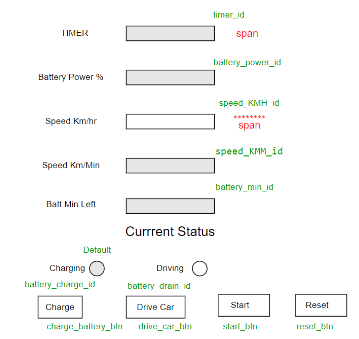 timer_id
TIMER span
battery_power_id
Battery Power %
speed_KMH_id
Speed Km/hr ******** span
speed_KMM_id
Speed Km/Min
battery_min_id
Batt Min Left
Currrent Status
Default
Charging Driving
battery_charge_id battery_drain_id
Charge Drive Car Start Reset
charge_battery_btn drive_car_btn start_btn reset_btn